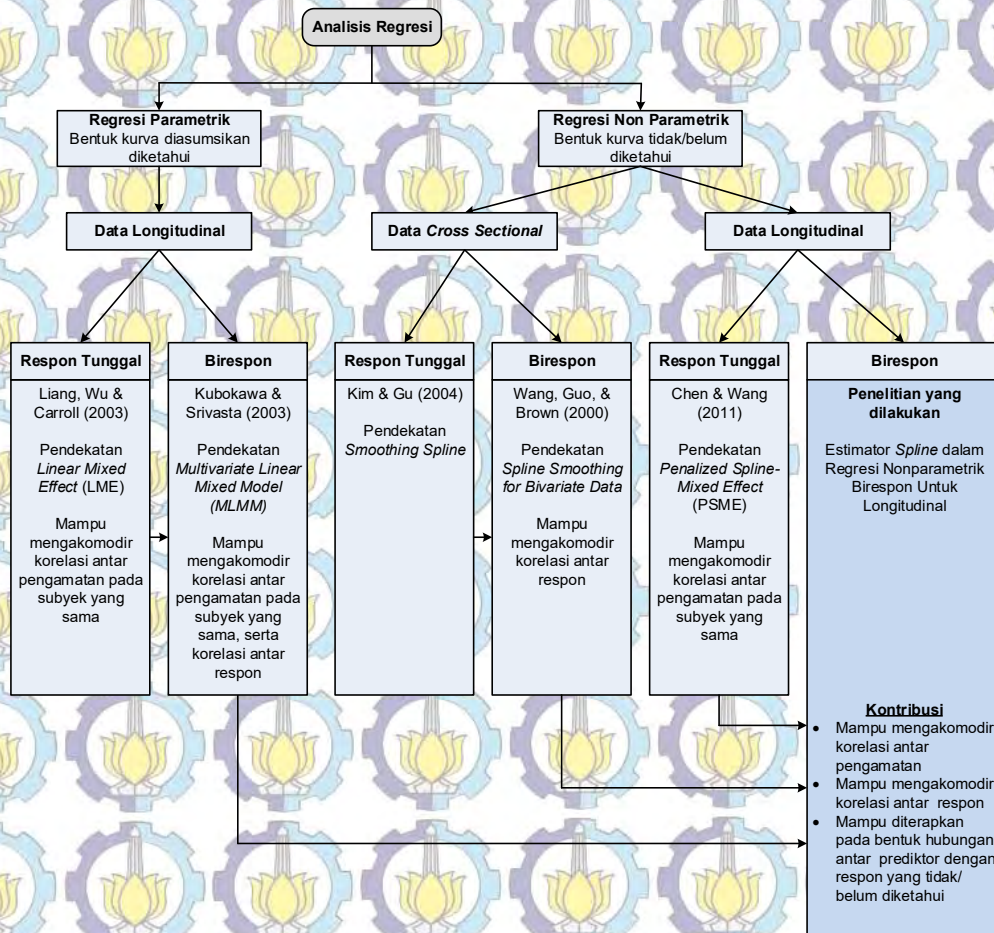 Analisis Regresi
Regresi Parametrik
Bentuk kurva diasumsikan
diketahui
Regresi Non Parametrik
Bentuk kurva tidak/belum
diketahui
Data Longitudinal
Data Cross Sectional
Data Longitudinal
Respon Tunggal
Liang, Wu &
Carroll (2003)
Pendekatan
Linear Mixed
Effect (LME)
Mampu
mengakomodir
korelasi antar
pengamatan pada
subyek yang
sama
Birespon
Kubokawa &
Srivasta (2003)
Pendekatan
Multivariate Linear
Mixed Model
(MLMM)
Mampu
mengakomodir
korelasi antar
pengamatan pada
subyek yang
sama, serta
korelasi antar
respon
Respon Tunggal
Kim & Gu (2004)
Pendekatan
Smoothing Spline
Birespon
Wang, Guo, &
Brown (2000)
Pendekatan
Spline Smoothing
for Bivariate Data
Mampu
mengakomodir
korelasi antar
respon
Respon Tunggal
Chen & Wang
(2011)
Pendekatan
Penalized Spline-
Mixed Effect
(PSME)
Mampu
mengakomodir
korelasi antar
pengamatan pada
subyek yang
sama
Birespon
Penelitian yang
dilakukan
Estimator Spline dalam
Regresi Nonparametrik
Birespon Untuk
Longitudinal
Kontribusi
• Mampu mengakomodir
korelasi antar
pengamatan
• Mampu mengakomodir
korelasi antar respon
• Mampu diterapkan
pada bentuk hubungan
antar prediktor dengan
respon yang tidak/
belum diketahui